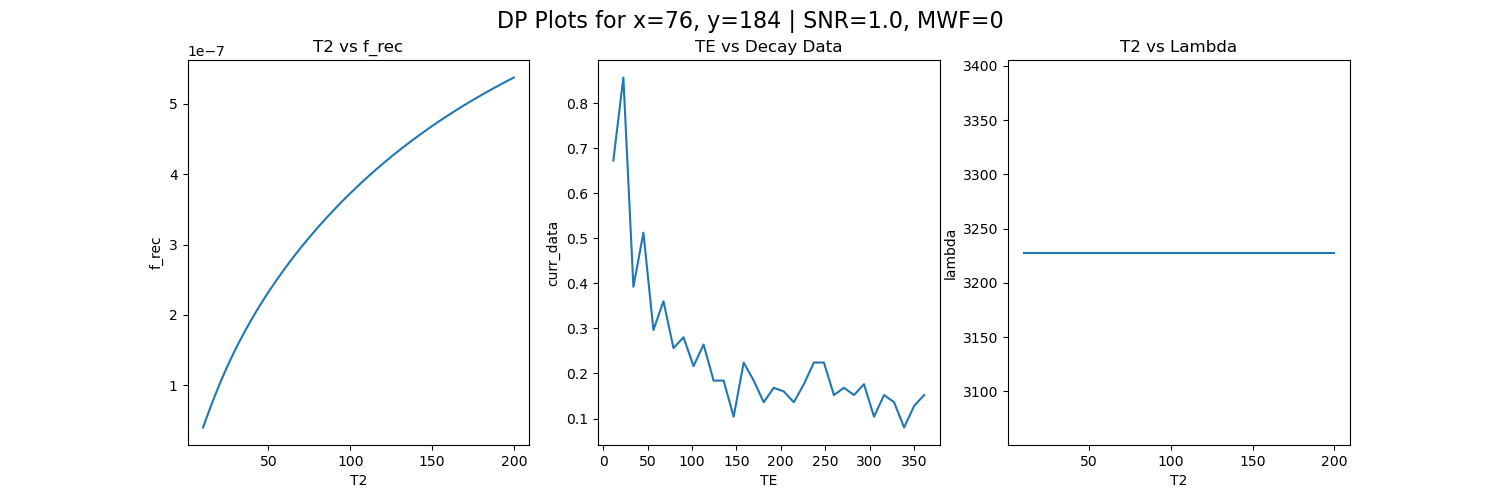 DP Plots for x=76, y=184 | SNR=1.0, MWF=0
T2 vs f_rec
1e−7
5
4
3
2
1
f_rec
50 100 150 200
T2
TE vs Decay Data
0.8
0.7
0.6
0.5
0.4
0.3
0.2
0.1
curr_data
0 50 100 150 200 250 300 350
TE
T2 vs Lambda
3400
3350
3300
3250
3200
3150
3100
lambda
50 100 150 200
T2